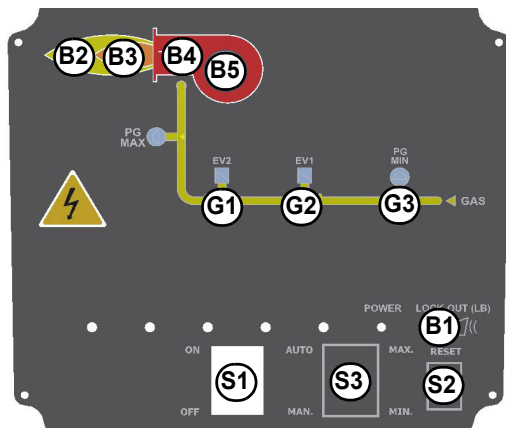 B2 B3 B4
B5
PG
MAX
EV2 EV1 PG
MIN
G1 G2 G3 GAS
POWER LOCK-OUT (LB)
B1
ON AUTO MAX. RESET
S1 S3 S2
OFF MAN. MIN.